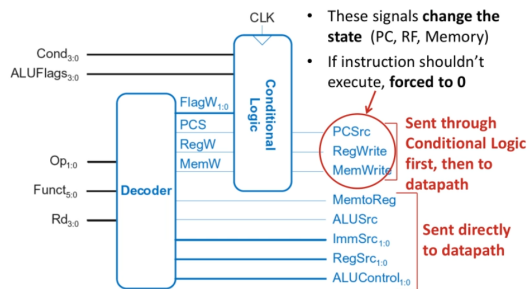 CLK
Cond3:0
ALUFlags3:0
Conditional
Logic
FlagW1:0
PCS
RegW
MemW
PCSrc
RegWrite
MemWrite
Op1:0
Funct5:0
Rd3:0
Decoder
MemtoReg
ALUSrc
ImmSrc1:0
RegSrc1:0
ALUControl1:0
• These signals change the
state (PC, RF, Memory)
• If instruction shouldn't
execute, forced to 0
Sent through
Conditional Logic
first, then to
datapath
Sent directly
to datapath